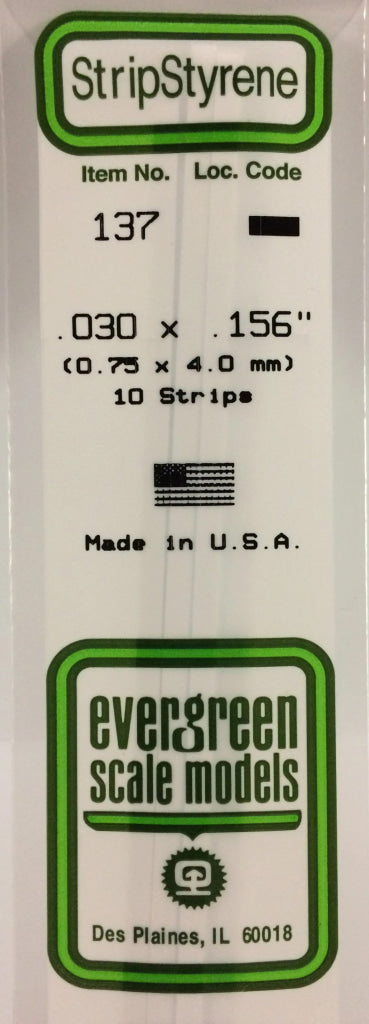 StripStyrene
Item No. Loc. Code
137
.030 x .156"
(0.75 x 4.0 mm)
10 Strips
Made in U.S.A.
evergreen
scale models
Des Plaines, IL 60018